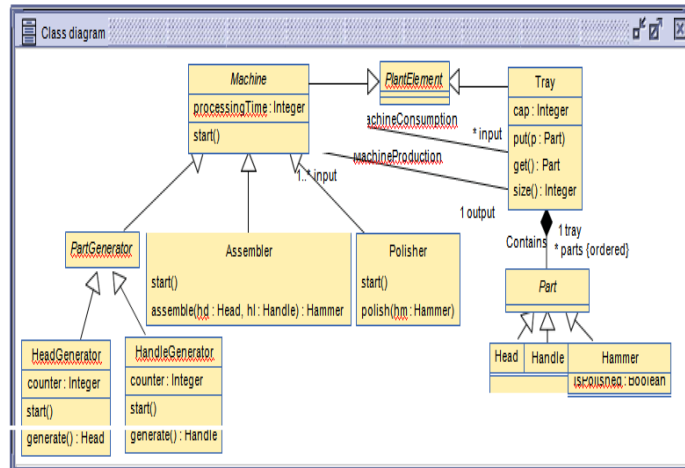 Class diagram
Machine
processingTime : Integer
start()
PlantElement
Tray
cap : Integer
put(p : Part)
get() : Part
size() : Integer
achineConsumption
* input
MachineProduction
1..* input
1 output
Contains
1 tray
* parts {ordered}
PartGenerator
Assembler
start()
assemble(hd : Head, hl : Handle) : Hammer
Polisher
start()
polish(hm : Hammer)
Part
HeadGenerator
counter : Integer
start()
generate() : Head
HandleGenerator
counter : Integer
start()
generate() : Handle
Head
Handle
Hammer
isPolished : Boolean